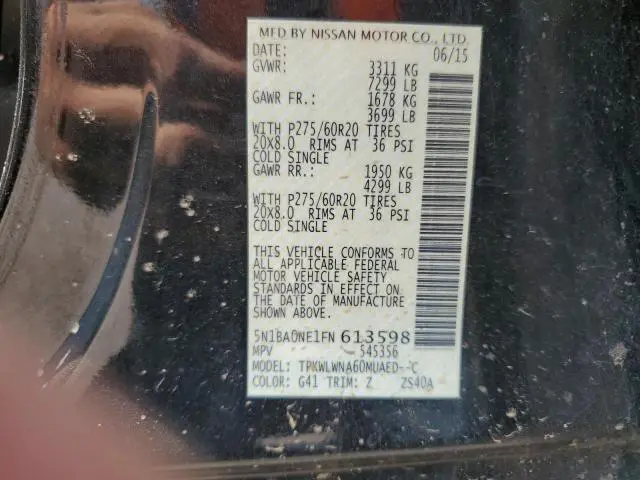 MFD BY NISSAN MOTOR CO., LTD.
DATE: 06/15
GVWR: 3311 KG
7299 LB
GAWR FR.: 1678 KG
3699 LB
WITH P275/60R20 TIRES
20X8.0 RIMS AT 36 PSI
COLD SINGLE
GAWR RR.: 1950 KG
4299 LB
WITH P275/60R20 TIRES
20X8.0 RIMS AT 36 PSI
COLD SINGLE
THIS VEHICLE CONFORMS TO
ALL APPLICABLE FEDERAL
MOTOR VEHICLE SAFETY
STANDARDS IN EFFECT ON
THE DATE OF MANUFACTURE
SHOWN ABOVE.
5N1BA0NE1FN 613598
MPV 545356
MODEL: TPKWLWNA60MUAED--C
COLOR: G41 TRIM: Z ZS40A